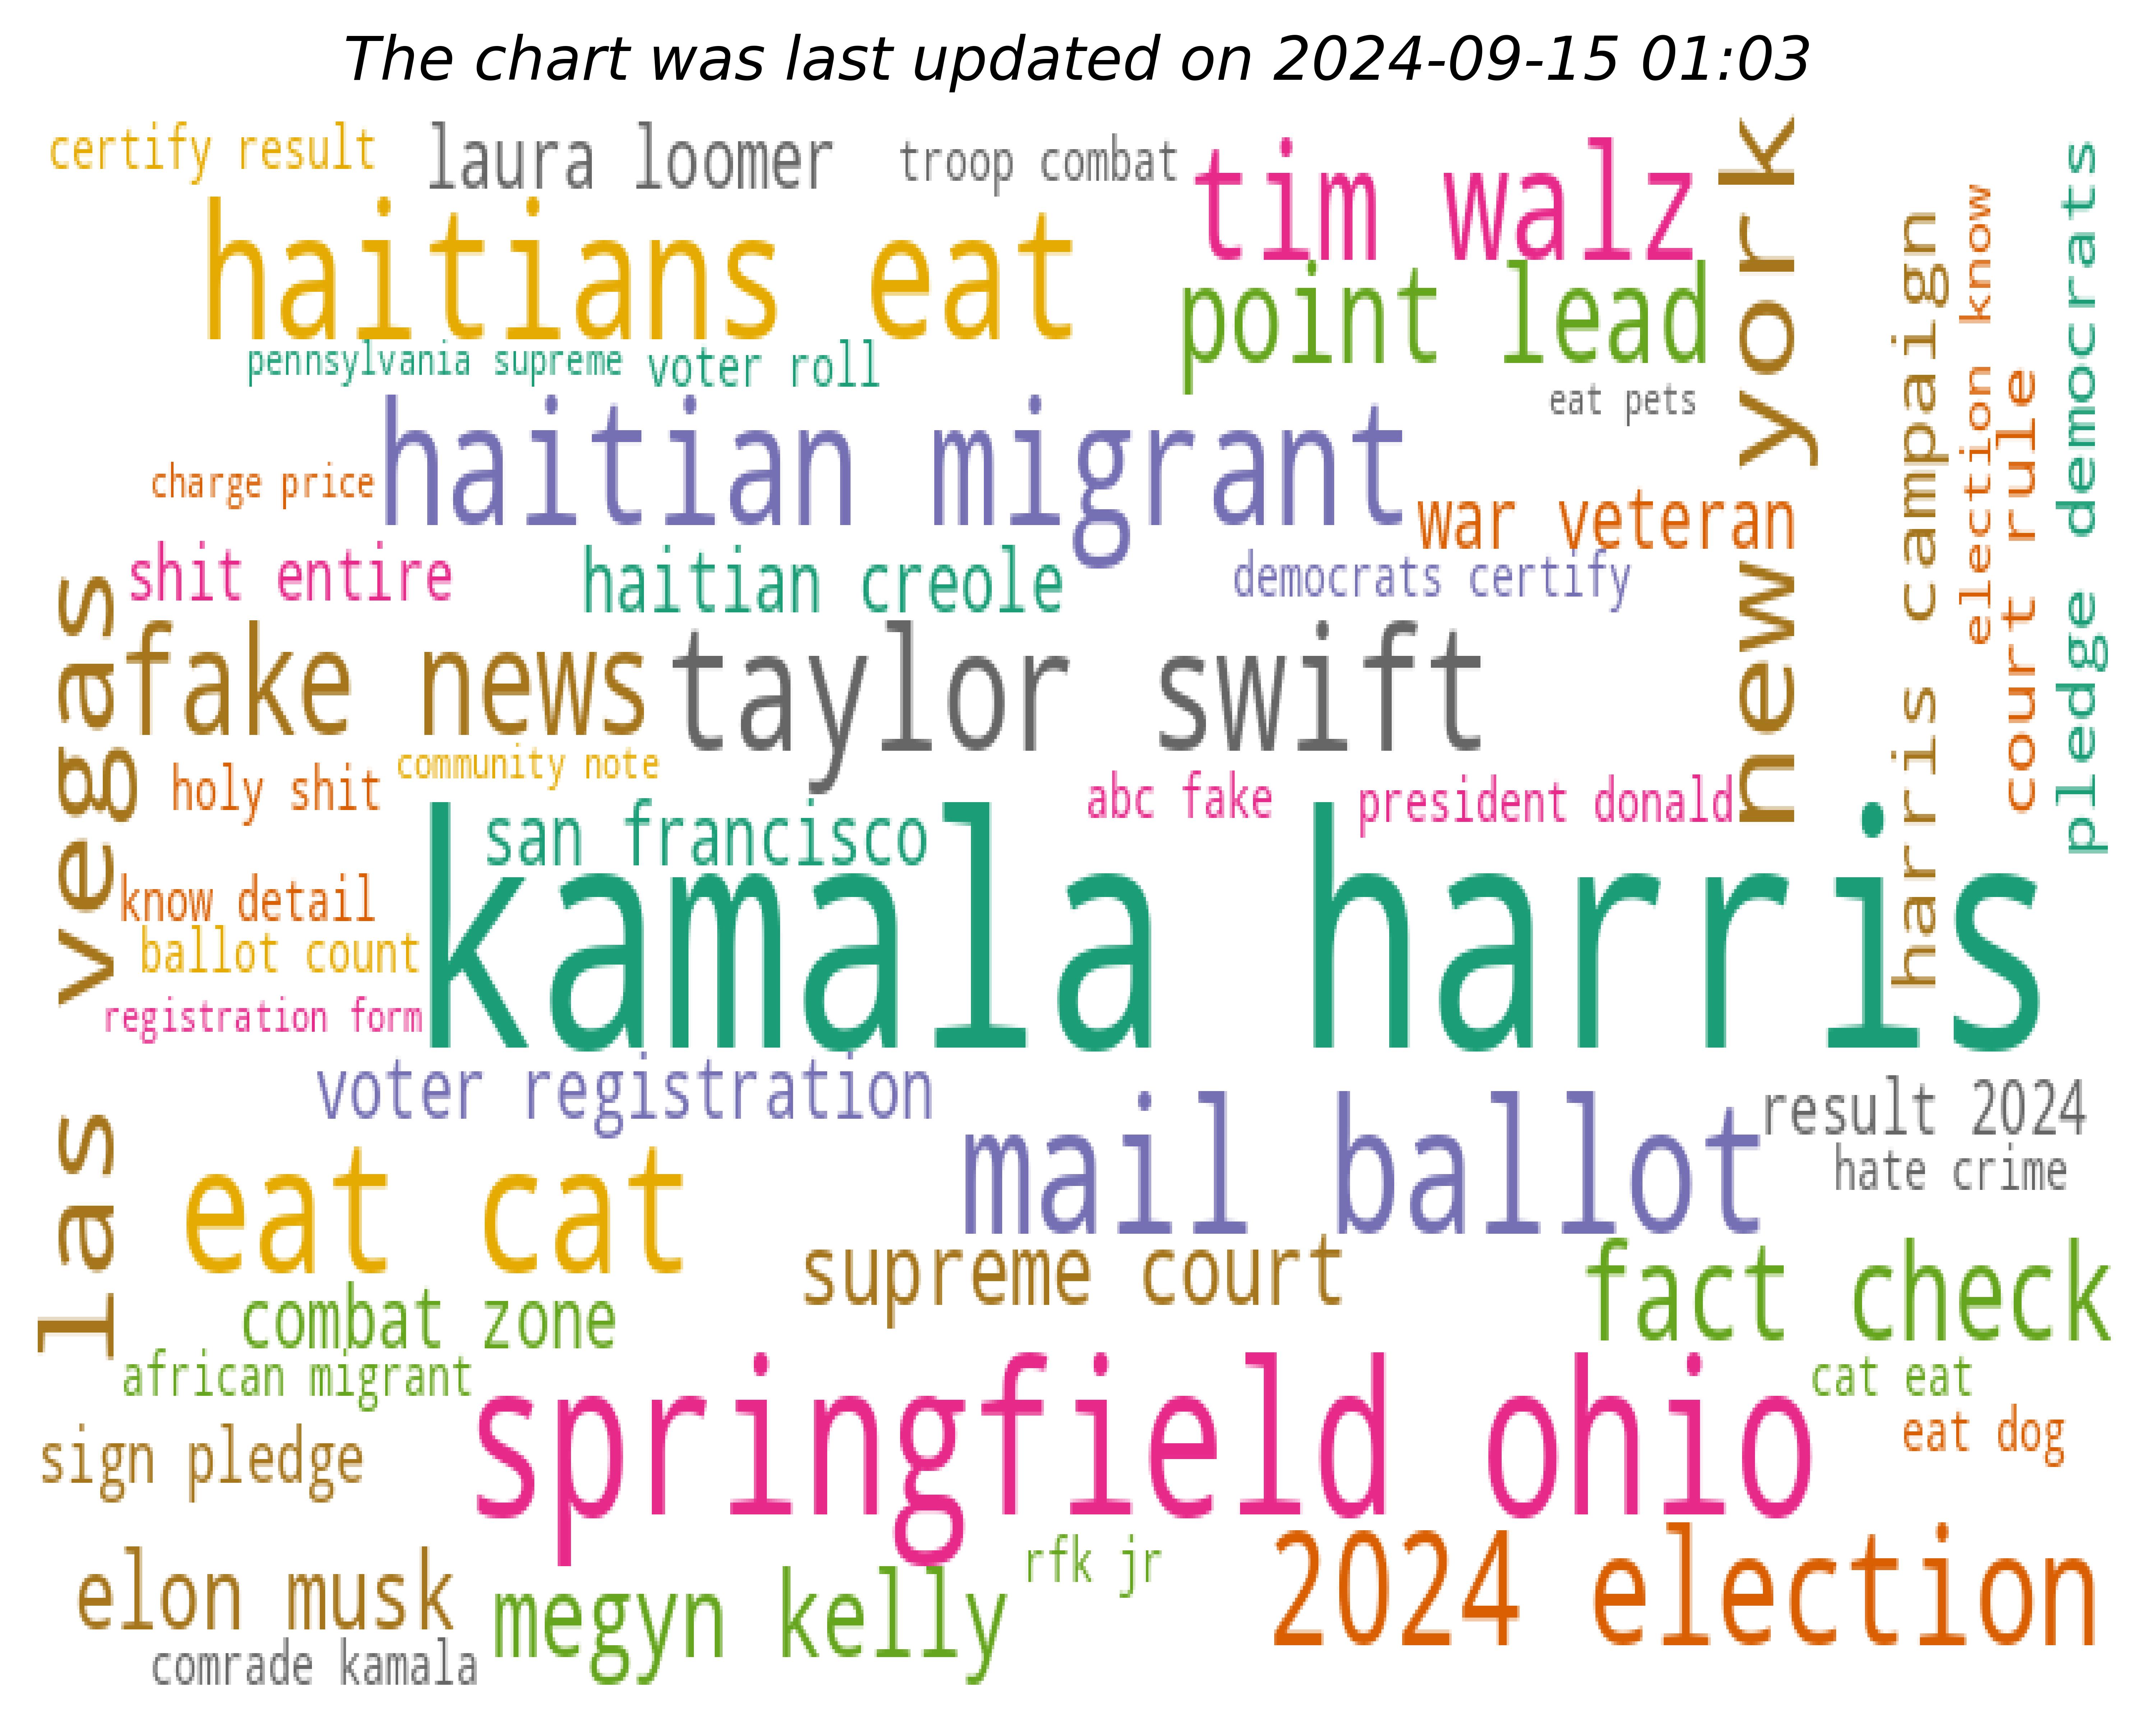 The chart was last updated on 2024-09-15 01:03
certify result
laura loomer
troop combat
tim walz
new york
pledge democrats
election know
harris campaign
haitians eat
point lead
pennsylvania supreme
voter roll
eat pets
court rule
haitian migrant
charge price
war veteran
shit entire
haitian creole
democrats certify
las vegas
fake news
taylor swift
community note
holy shit
abc fake
president donald
san francisco
kamala harris
know detail
ballot count
registration form
voter registration
mail ballot
result 2024
hate crime
eat cat
supreme court
fact check
combat zone
african migrant
springfield ohio
cat eat
eat dog
sign pledge
2024 election
rfk jr
elon musk
megyn kelly
comrade kamala